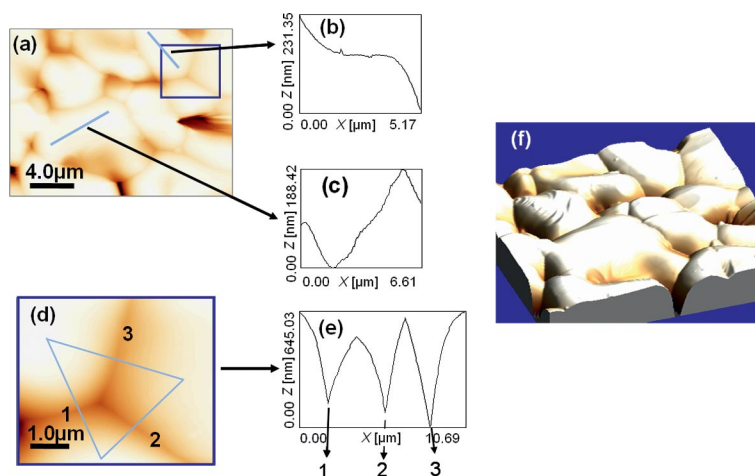 (a)
4.0µm
(b)
0.00 Z [nm] 231.35
0.00 X [µm] 5.17
(c)
0.00 Z [nm] 188.42
0.00 X [µm] 6.61
(d)
3
1
2
1.0µm
(e)
0.00 Z [nm] 645.03
0.00 X [µm] 10.69
1 2 3
(f)